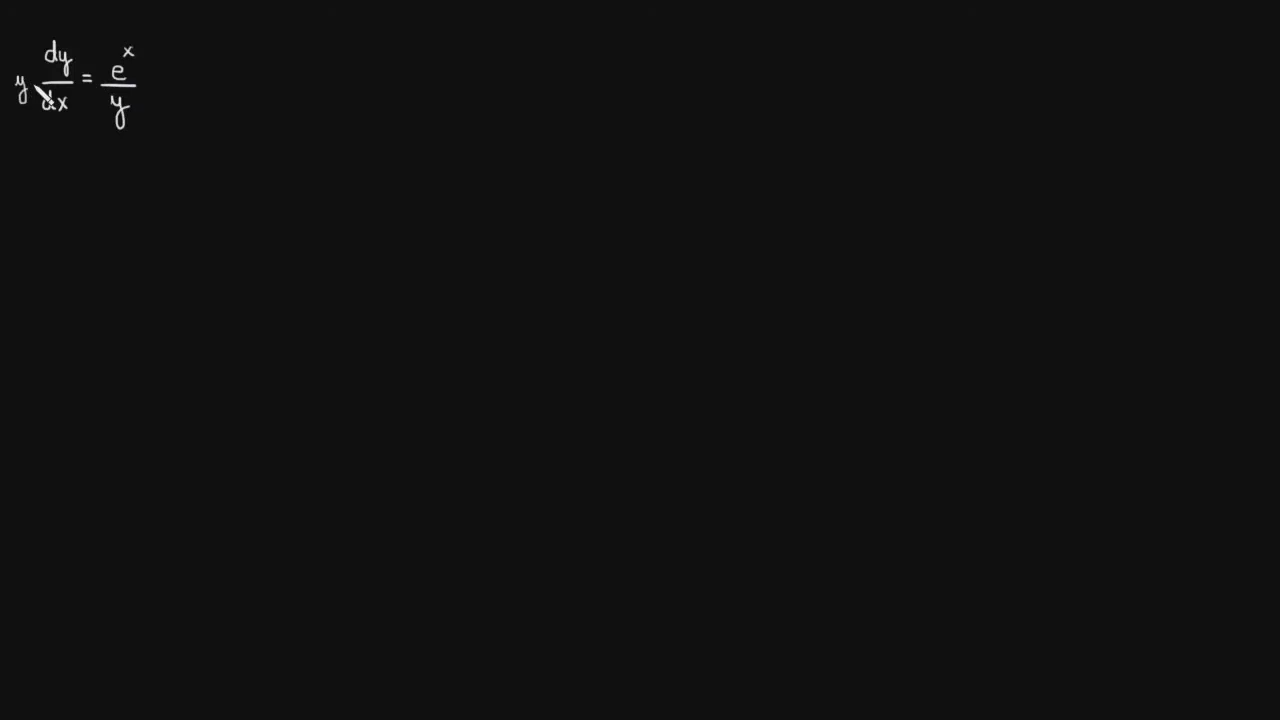 y dy/dx = e^x/y